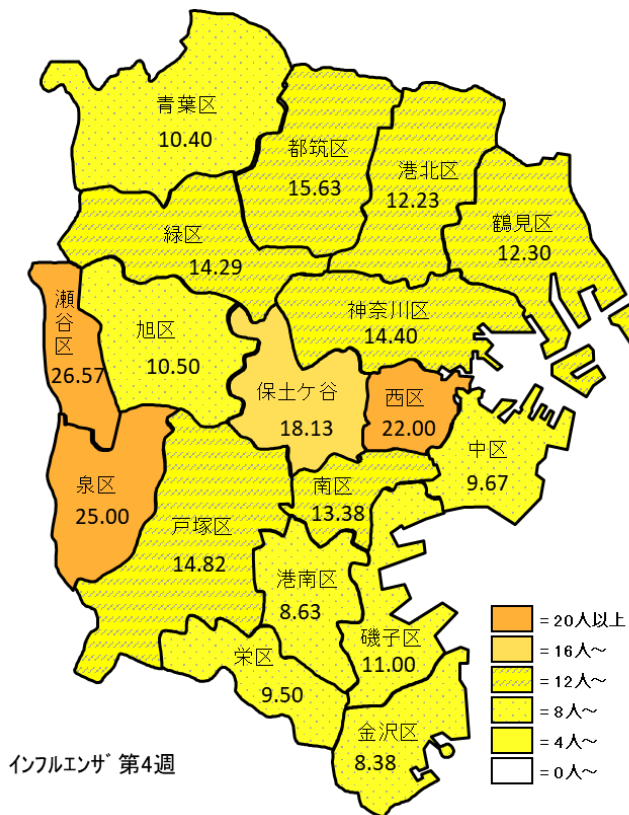 青葉区
10.40
都筑区
15.63
港北区
12.23
鶴見区
12.30
緑区
14.29
神奈川区
14.40
瀬谷区
26.57
旭区
10.50
保土ケ谷
18.13
西区
22.00
中区
9.67
泉区
25.00
戸塚区
14.82
南区
13.38
港南区
8.63
磯子区
11.00
栄区
9.50
金沢区
8.38
=20人以上
=16人～
=12人～
=8人～
=4人～
=0人～
インフルエンザ 第4週